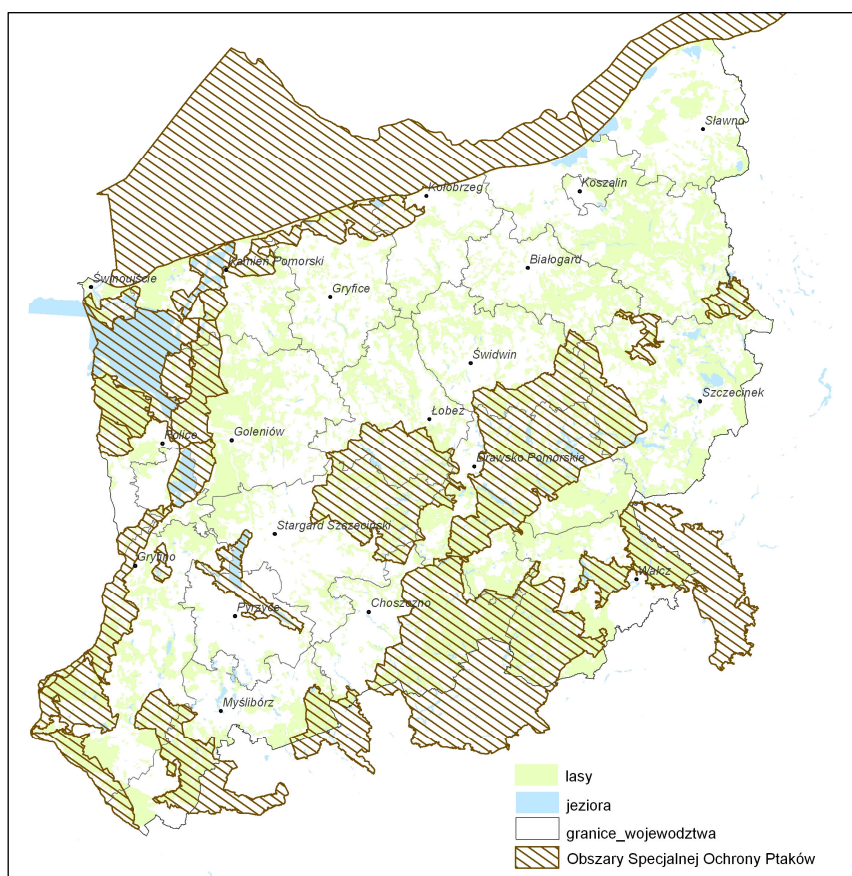 Sławno
Koszalin
Kołobrzeg
Kamień Pomorski
Białogard
Świnoujście
Gryfice
Świdwin
Szczecinek
Łobez
Police
Goleniów
Drawsko Pomorskie
Stargard Szczeciński
Gryfino
Wałcz
Choszczno
Pyrzyce
Myślibórz
lasy
jeziora
granice_wojewodztwa
Obszary Specjalnej Ochrony Ptaków